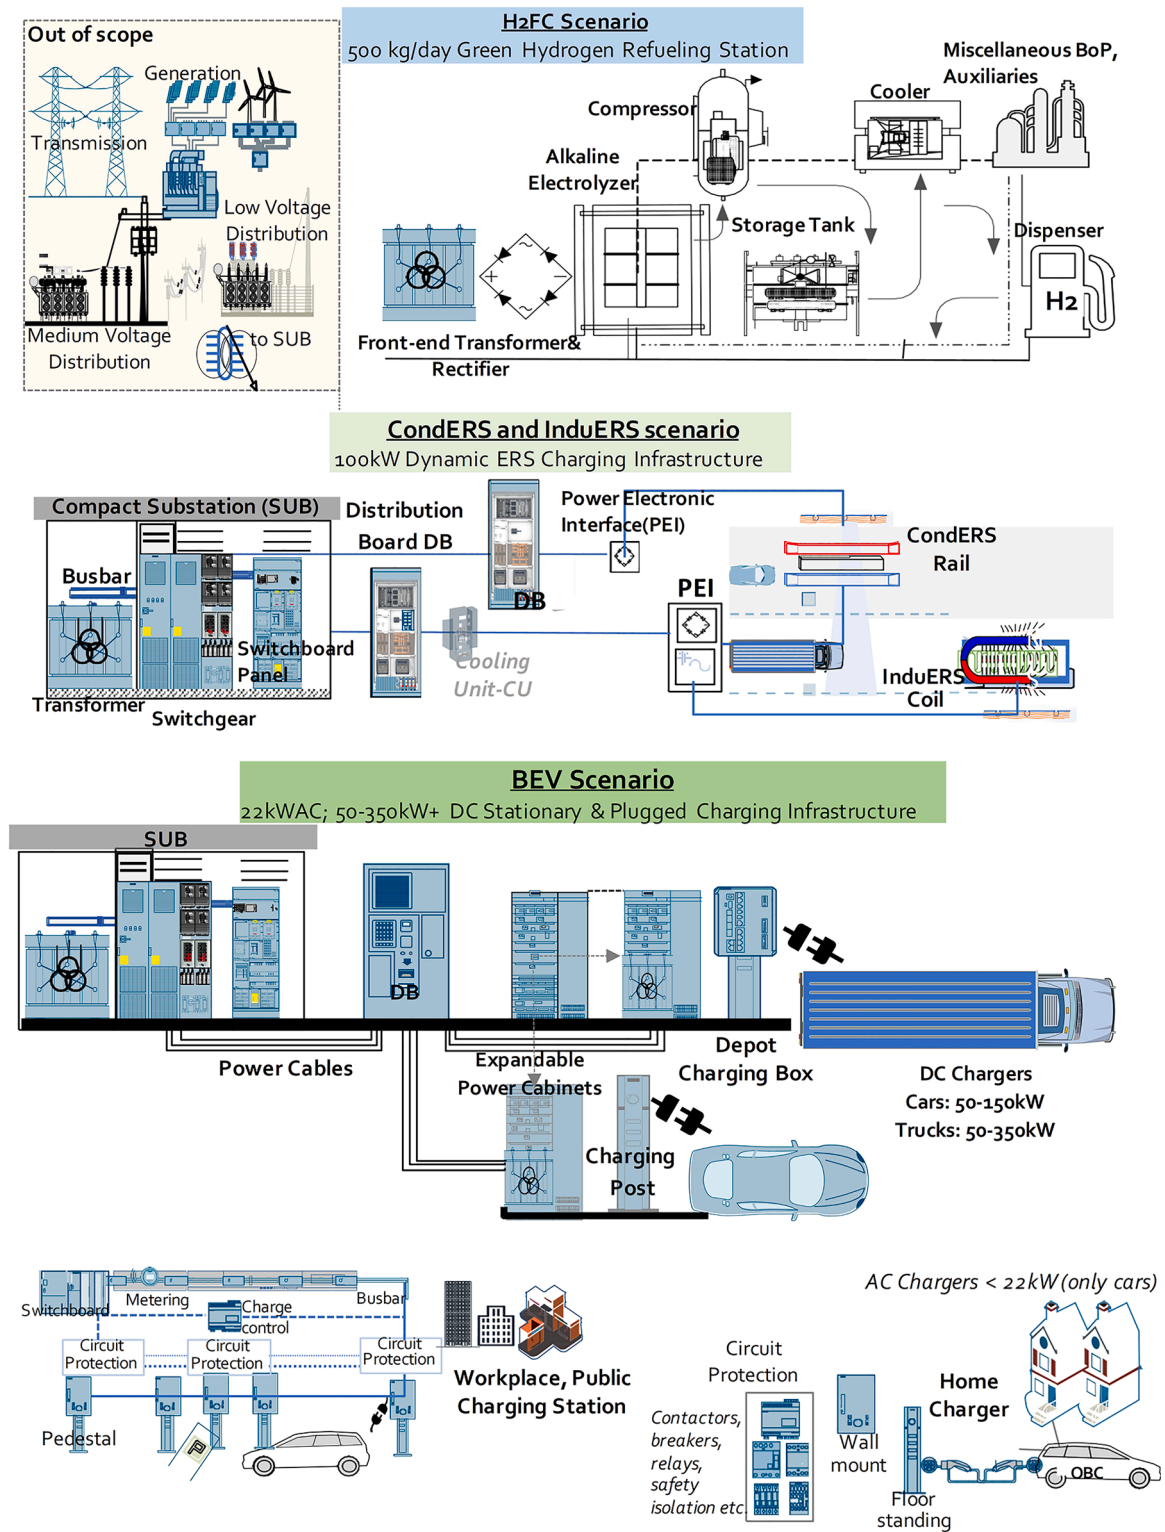 Out of scope
Generation
Transmission
Low Voltage
Distribution
Medium Voltage
Distribution
to SUB
H2FC Scenario
500 kg/day Green Hydrogen Refueling Station
Miscellaneous BoP,
Auxiliaries
Compressor
Cooler
Alkaline
Electrolyzer
Storage Tank
Dispenser
H2
Front-end Transformer&
Rectifier
CondERS and InduERS scenario
100kW Dynamic ERS Charging Infrastructure
Compact Substation (SUB)
Distribution
Board DB
Power Electronic
Interface(PEI)
CondERS
Rail
Busbar
DB
PEI
Switchboard
Panel
Cooling
Unit-CU
InduERS
Coil
Transformer
Switchgear
BEV Scenario
22kWAC; 50-350kW+ DC Stationary & Plugged Charging Infrastructure
SUB
DB
Power Cables
Expandable
Power Cabinets
Depot
Charging Box
DC Chargers
Cars: 50-150kW
Trucks: 50-350kW
Charging
Post
Switchboard
Metering
Busbar
Charge
control
Circuit
Protection
Circuit
Protection
Circuit
Protection
Pedestal
P
Workplace, Public
Charging Station
AC Chargers < 22kW (only cars)
Circuit
Protection
Contactors,
breakers,
relays,
safety
isolation etc.
Wall
mount
Home
Charger
OBC
Floor
standing